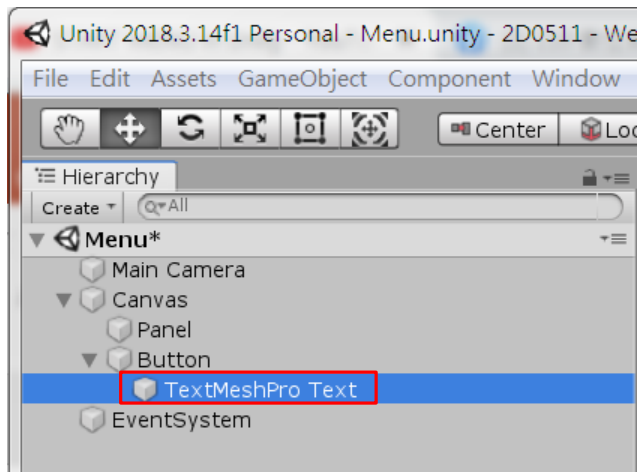 Unity 2018.3.14f1 Personal - Menu.unity - 2D0511 - We
File Edit Assets GameObject Component Window
Center Loc
Hierarchy
Create All
Menu*
Main Camera
Canvas
Panel
Button
TextMeshPro Text
EventSystem